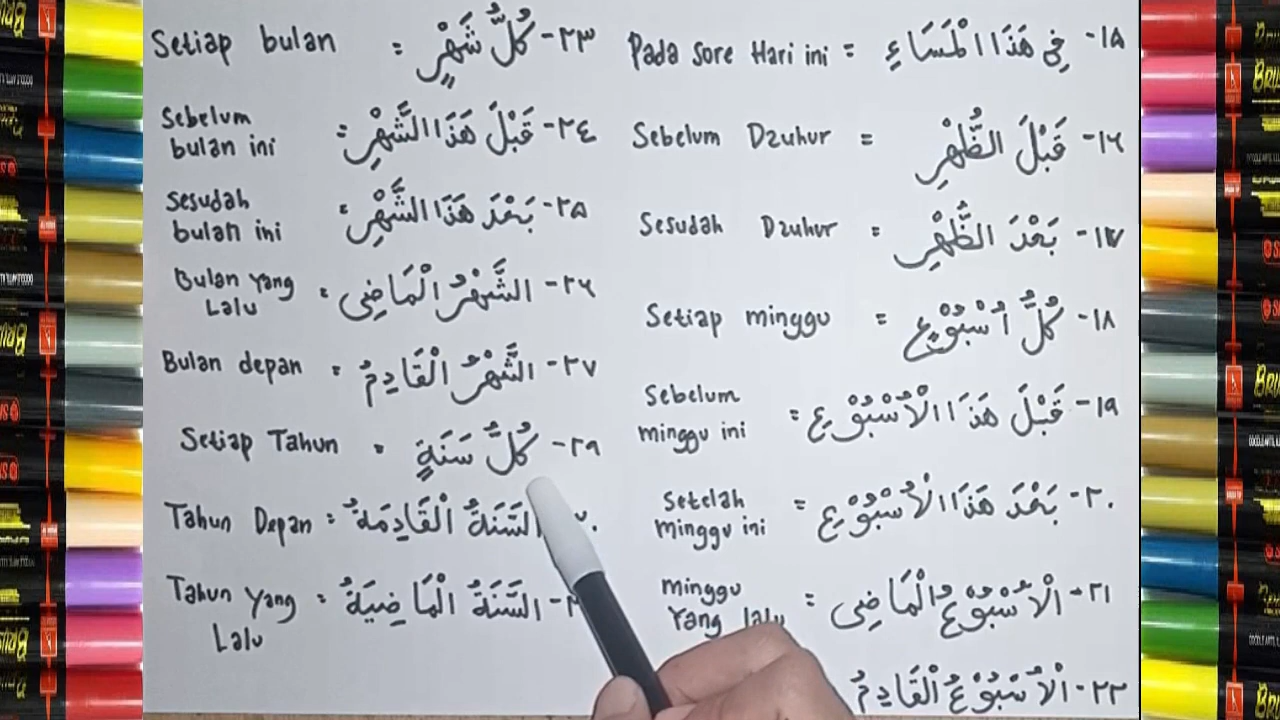 ١٥- فِى هَذَا الْمَسَاءِ = Pada sore Hari ini
١٦- قَبْلَ الظُّهْرِ = Sebelum Dzuhur
١٧- بَعْدَ الظُّهْرِ = Sesudah Dzuhur
١٨- كُلُّ اُسْبُوْعٍ = Setiap minggu
١٩- قَبْلَ هَذَا الْاُسْبُوْعِ = Sebelum
minggu ini
٢٠- بَعْدَ هَذَا الْاُسْبُوْعِ = Setelah
minggu ini
٢١- الْاُسْبُوْعُ الْمَاضِى = minggu
Yang lalu
٢٢- الْاُسْبُوْعُ الْقَادِمُ
٢٣- كُلُّ شَهْرٍ = Setiap bulan
٢٤- قَبْلَ هَذَا الشَّهْرِ = Sebelum
bulan ini
٢٥- بَعْدَ هَذَا الشَّهْرِ = Sesudah
bulan ini
٢٦- الشَّهْرُ الْمَاضِى = Bulan Yang
Lalu
٢٧- الشَّهْرُ الْقَادِمُ = Bulan depan
٢٩- كُلُّ سَنَةٍ = Setiap Tahun
السَّنَةُ الْقَادِمَةُ = Tahun Depan
السَّنَةُ الْمَاضِيَةُ = Tahun Yang
Lalu